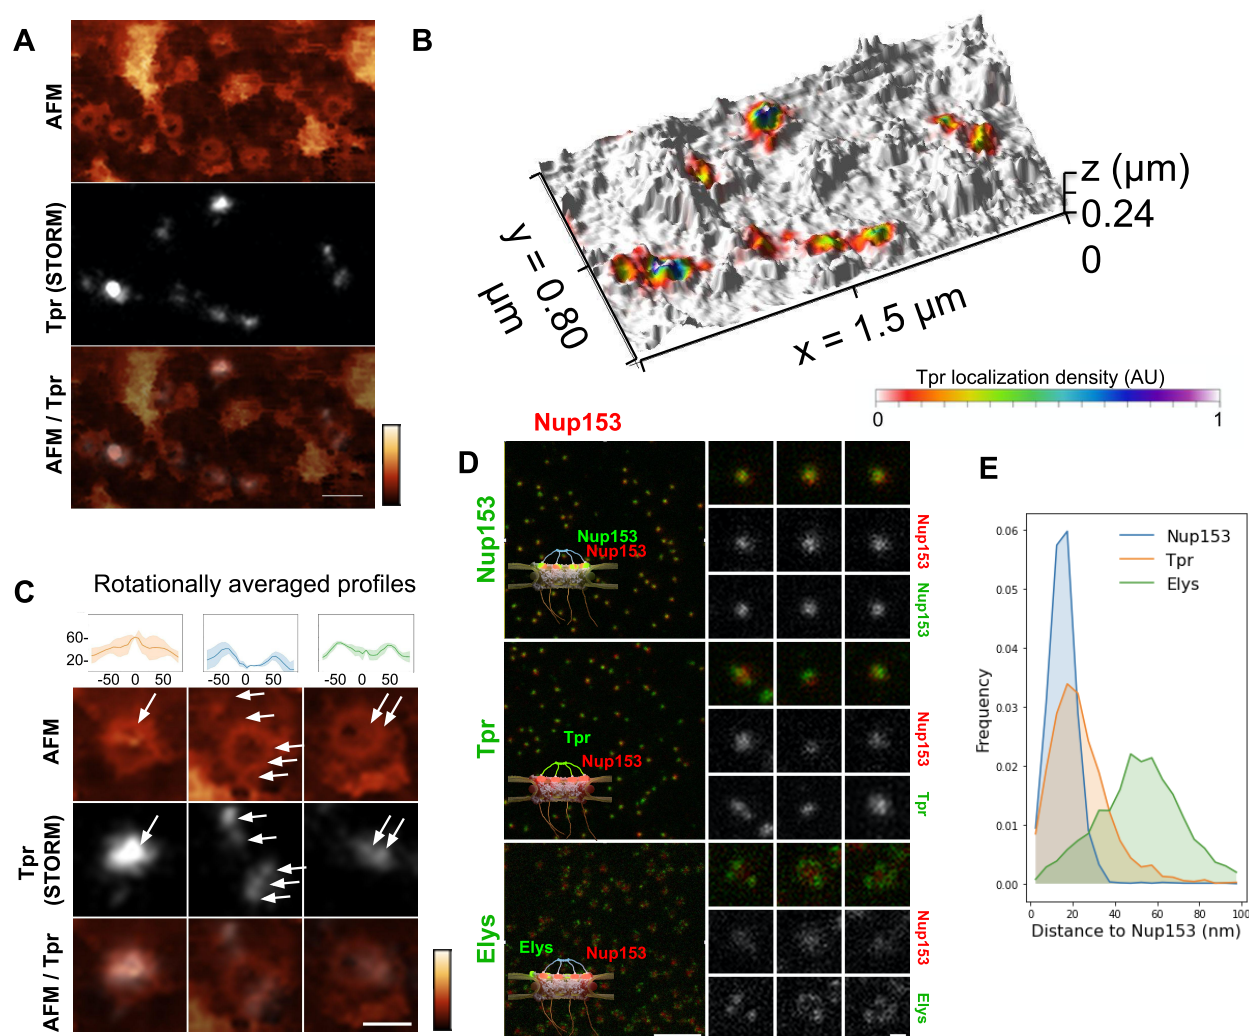 A
AFM
Tpr (STORM)
AFM / Tpr
B
z (µm)
0.24
0
y = 0.80
µm
x = 1.5 µm
Tpr localization density (AU)
0
1
C
Rotationally averaged profiles
60-
20-
-50 0 50
-50 0 50
-50 0 50
AFM
Tpr
(STORM)
AFM / Tpr
D
Nup153
Nup153
Nup153
Nup153
Nup153
Nup153
Tpr
Tpr
Nup153
Nup153
Tpr
Elys
Elys
Nup153
Nup153
Elys
E
Nup153
Tpr
Elys
Frequency
0.06
0.05
0.04
0.03
0.02
0.01
0.00
0 20 40 60 80 100
Distance to Nup153 (nm)